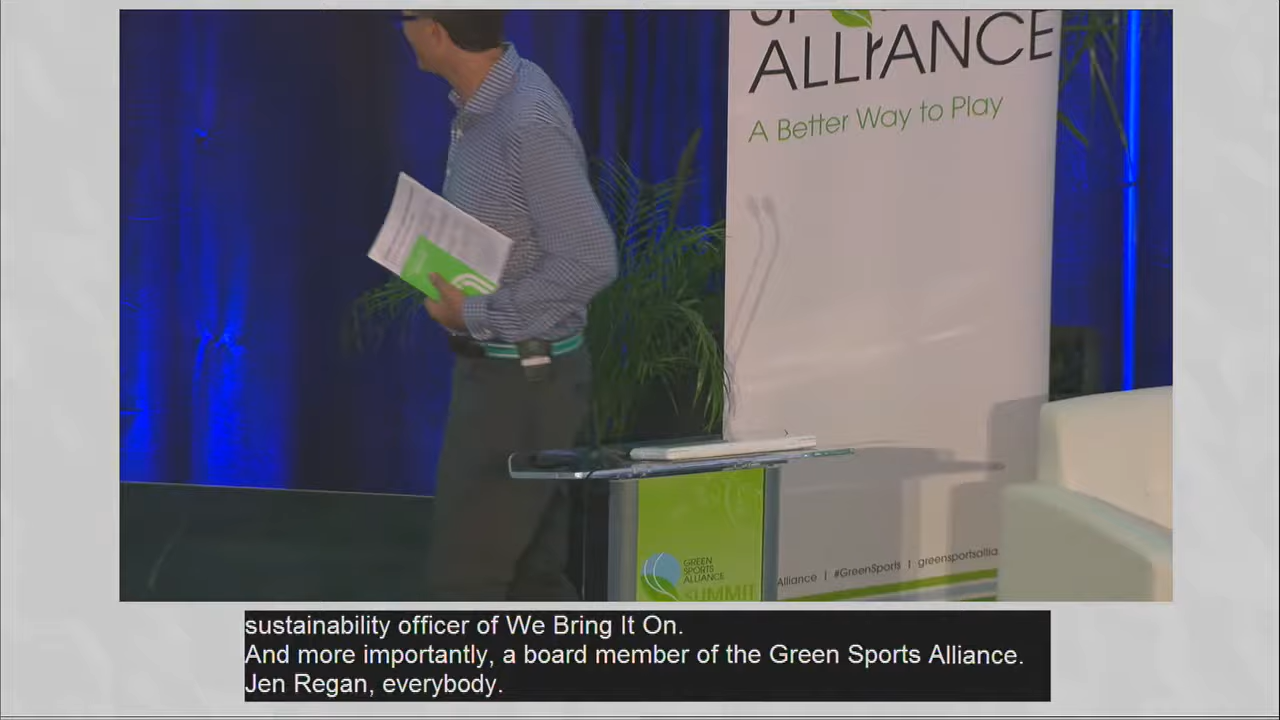 ALLIANCE
A Better Way to Play
Alliance | #GreenSports | greensportsallia
GREEN
SPORTS
ALLIANCE
SUMMIT
sustainability officer of We Bring It On.
And more importantly, a board member of the Green Sports Alliance.
Jen Regan, everybody.